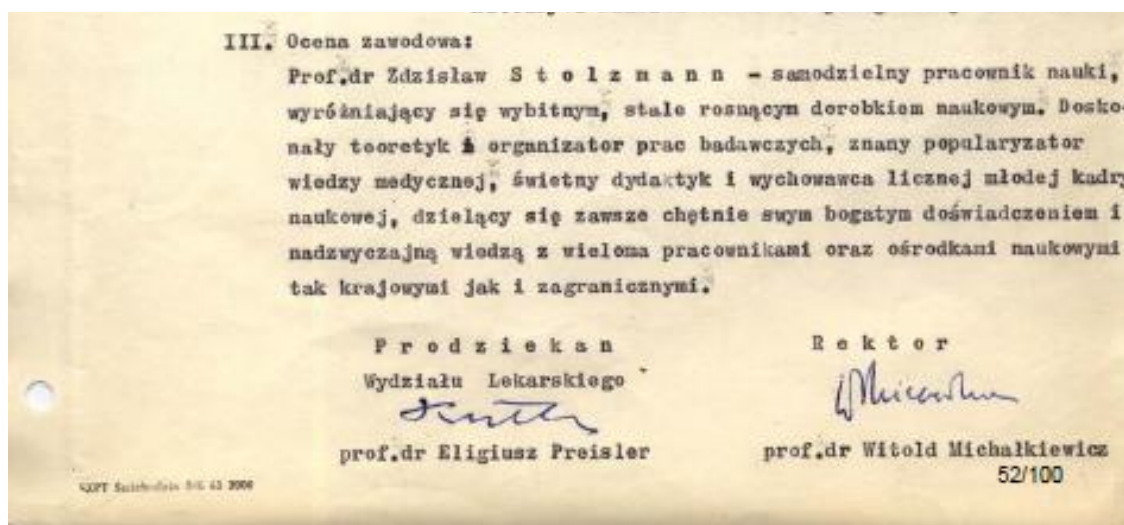 III. Ocena zawodowa:
Prof.dr Zdzisław S t o l z m a n n – samodzielny pracownik nauki,
wyróżniający się wybitnym, stale rosnącym dorobkiem naukowym. Dosko-
nały teoretyk i organizator prac badawczych, znany popularyzator
wiedzy medycznej, świetny dydaktyk i wychowawca licznej młodej kadry
naukowej, dzielący się zawsze chętnie swym bogatym doświadczeniem i
nadzwyczajną wiedzą z wieloma pracownikami oraz ośrodkami naukowymi
tak krajowymi jak i zagranicznymi.
P r o d z i e k a n
Wydziału Lekarskiego
prof.dr Eligiusz Preisler
R e k t o r
prof.dr Witold Michałkiewicz
52/100